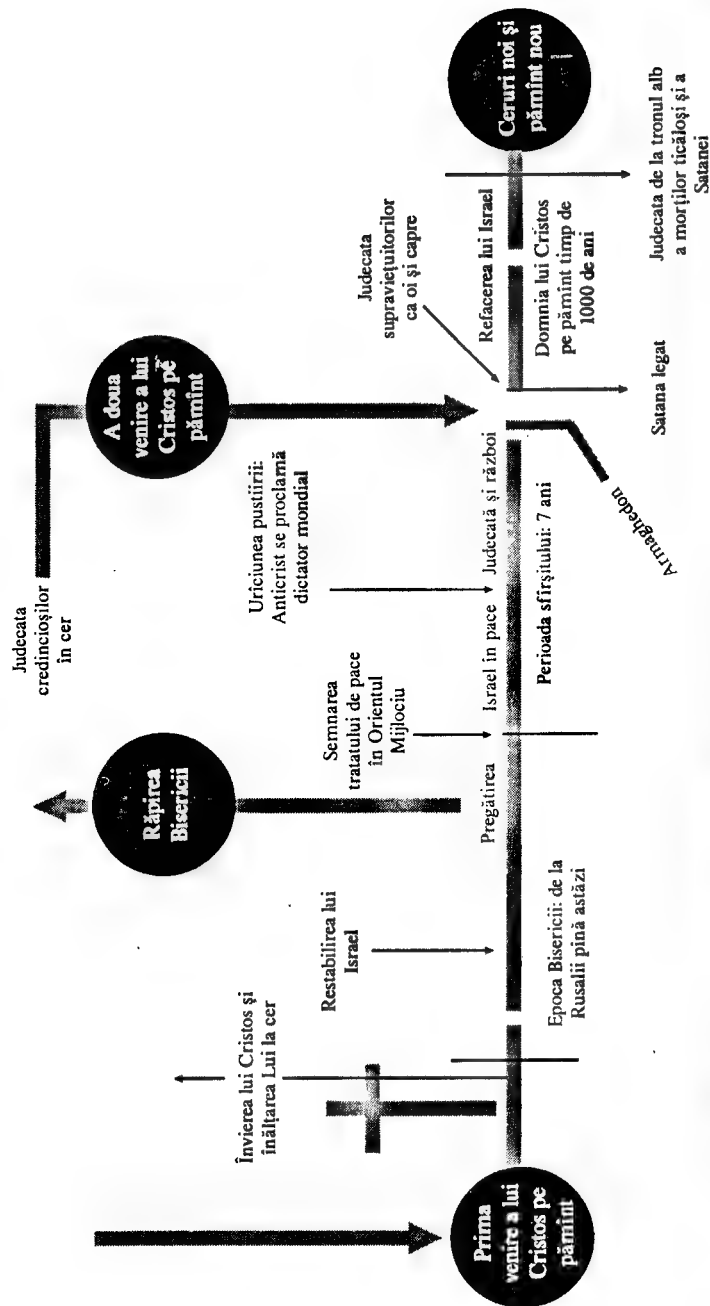 Prima
venire a lui
Cristos pe
pămînt
Învierea lui Cristos și
înălțarea Lui la cer
Restabilirea lui
Israel
Epoca Bisericii: de la
Rusalii pînă astăzi
Răpirea
Bisericii
Pregătirea
Semnarea
tratatului de pace
în Orientul
Mijlociu
Judecata
credincioșilor
în cer
Israel în pace
Uriciunea pustiirii:
Anticrist se proclamă
dictator mondial
Judecată și război
Perioada sfîrșitului: 7 ani
A doua
venire a lui
Cristos pe
pămînt
Armaghedon
Judecata
supraviețuitorilor
ca oi și capre
Satana legat
Refacerea lui Israel
Domnia lui Cristos
pe pămînt timp de
1000 de ani
Ceruri noi și
pămînt nou
Judecata de la tronul alb
a morților ticăloși și a
Satanei